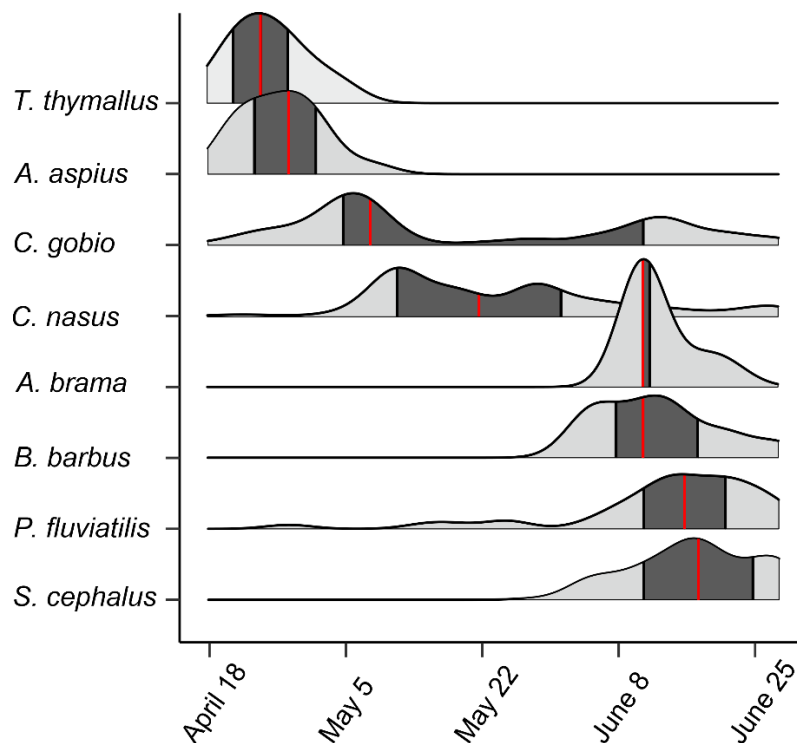 T. thymallus
A. aspius
C. gobio
C. nasus
A. brama
B. barbus
P. fluviatilis
S. cephalus
April 18
May 5
May 22
June 8
June 25